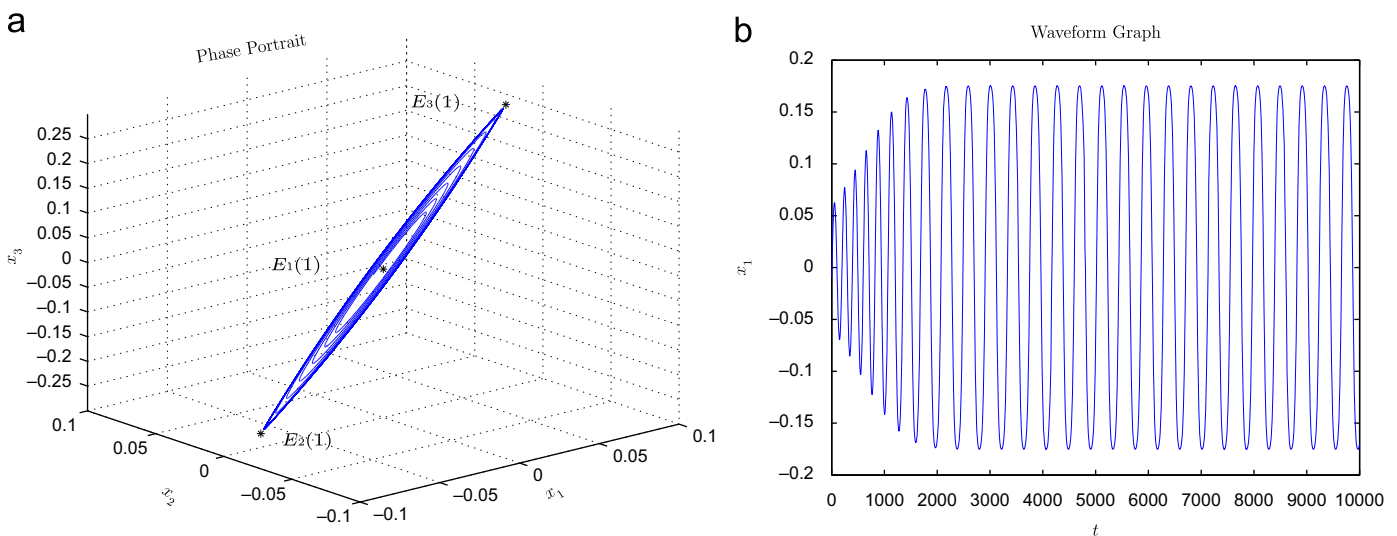 a
Phase Portrait
E3(1)
E1(1)
E2(1)
x3
0.25
0.2
0.15
0.1
0.05
0
–0.05
–0.1
–0.15
–0.2
–0.25
0.1
0.05
0
–0.05
–0.1
x2
–0.1
–0.05
0
0.05
0.1
x1
b
Waveform Graph
x1
0.2
0.15
0.1
0.05
0
–0.05
–0.1
–0.15
–0.2
0 1000 2000 3000 4000 5000 6000 7000 8000 9000 10000
t